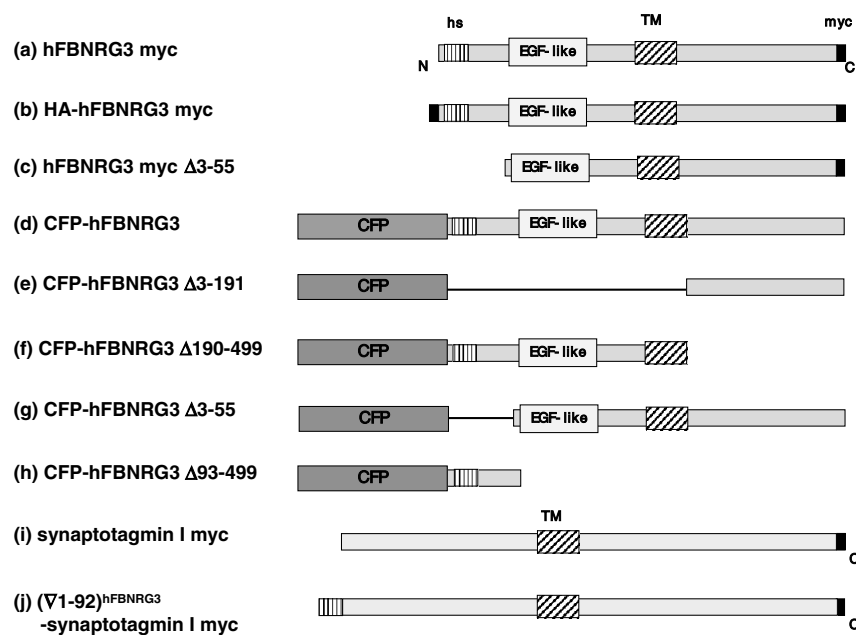 hs TM myc
(a) hFBNRG3 myc N EGF-like C
(b) HA-hFBNRG3 myc EGF-like
(c) hFBNRG3 myc Δ3-55 EGF-like
(d) CFP-hFBNRG3 CFP EGF-like
(e) CFP-hFBNRG3 Δ3-191 CFP
(f) CFP-hFBNRG3 Δ190-499 CFP EGF-like
(g) CFP-hFBNRG3 Δ3-55 CFP EGF-like
(h) CFP-hFBNRG3 Δ93-499 CFP
TM
(i) synaptotagmin I myc C
(j) (∇1-92)hFBNRG3
-synaptotagmin I myc C